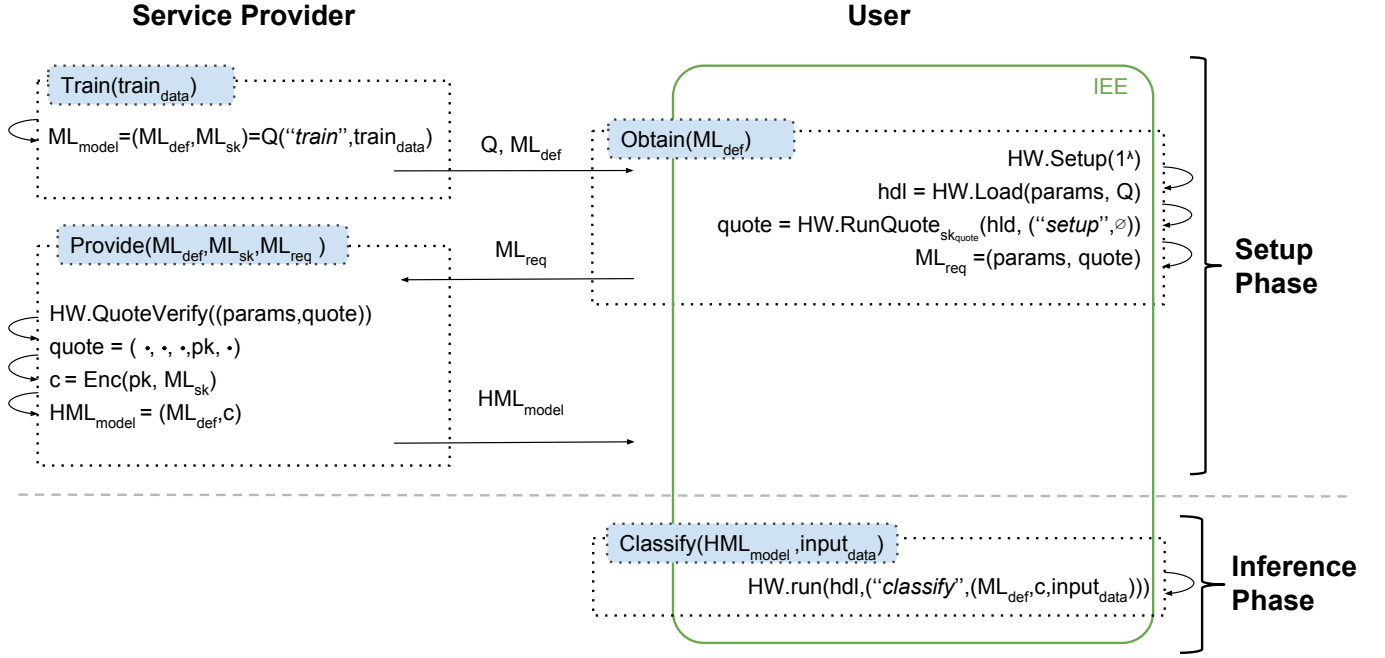 Service Provider
User
IEE
Train(train_data)
ML_model=(ML_def,ML_sk)=Q(“train”,train_data)
Q, ML_def
Obtain(ML_def)
HW.Setup(1^λ)
hdl = HW.Load(params, Q)
quote = HW.RunQuote_sk_quote(hld, (“setup”,∅))
ML_req =(params, quote)
Setup
Phase
Provide(ML_def,ML_sk,ML_req )
ML_req
HW.QuoteVerify((params,quote))
quote = ( ·, ·, ·,pk, ·)
c = Enc(pk, ML_sk)
HML_model = (ML_def,c)
HML_model
Classify(HML_model ,input_data)
HW.run(hdl,(“classify”,(ML_def,c,input_data)))
Inference
Phase